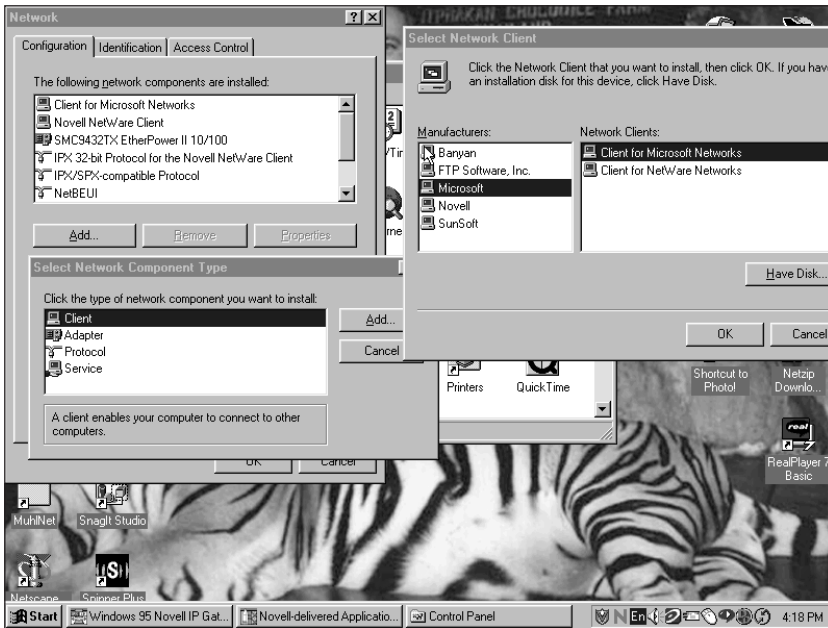 Network
Configuration Identification Access Control
The following network components are installed:
Client for Microsoft Networks
Novell NetWare Client
SMC9432TX EtherPower II 10/100
IPX 32-bit Protocol for the Novell NetWare Client
IPX/SPX-compatible Protocol
NetBEUI
Add... Remove Properties
Select Network Component Type
Click the type of network component you want to install:
Client
Adapter
Protocol
Service
Add...
Cancel
A client enables your computer to connect to other
computers.
OK Cancel
Select Network Client
Click the Network Client that you want to install, then click OK. If you have
an installation disk for this device, click Have Disk.
Manufacturers:
Banyan
FTP Software, Inc.
Microsoft
Novell
SunSoft
Network Clients:
Client for Microsoft Networks
Client for NetWare Networks
Have Disk...
OK Cancel
Printers QuickTime
Shortcut to
Photo!
Netzip
Downlo...
real
RealPlayer 7
Basic
MuhlNet SnagIt Studio
Netscape Spinner Plus
Start Windows 95 Novell IP Gat... Novell-delivered Applicatio... Control Panel
N En 4:18 PM